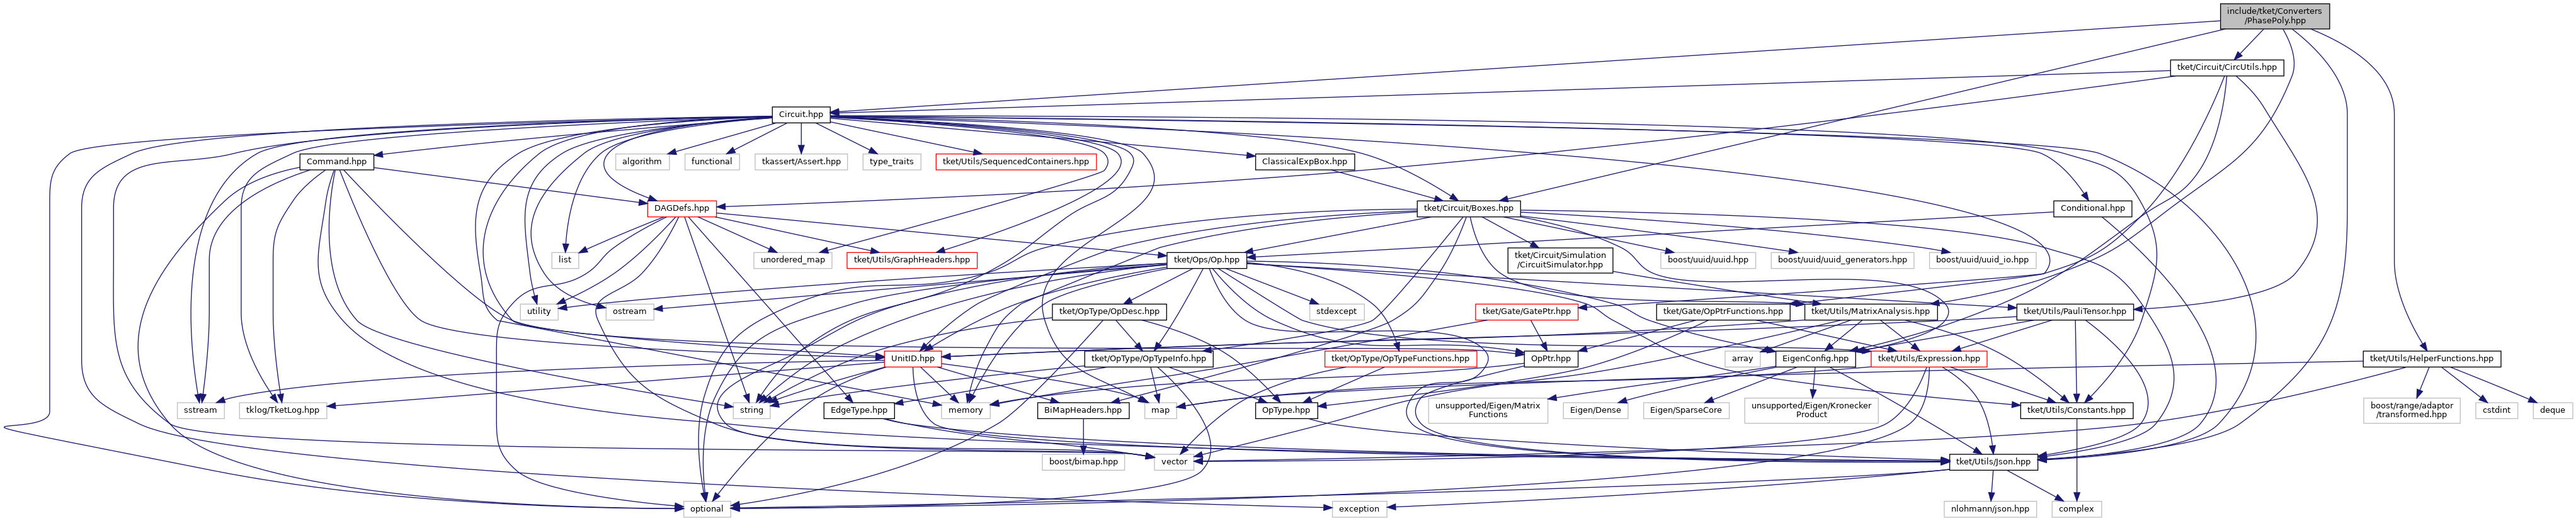 include/tket/Converters
/PhasePoly.hpp
tket/Circuit/CircUtils.hpp
Circuit.hpp
Command.hpp
algorithm
functional
tkassert/Assert.hpp
type_traits
tket/Utils/SequencedContainers.hpp
ClassicalExpBox.hpp
DAGDefs.hpp
tket/Circuit/Boxes.hpp
Conditional.hpp
list
unordered_map
tket/Utils/GraphHeaders.hpp
tket/Ops/Op.hpp
tket/Circuit/Simulation
/CircuitSimulator.hpp
boost/uuid/uuid.hpp
boost/uuid/uuid_generators.hpp
boost/uuid/uuid_io.hpp
utility
ostream
tket/OpType/OpDesc.hpp
stdexcept
tket/Gate/GatePtr.hpp
tket/Gate/OpPtrFunctions.hpp
tket/Utils/MatrixAnalysis.hpp
tket/Utils/PauliTensor.hpp
UnitID.hpp
tket/OpType/OpTypeInfo.hpp
tket/OpType/OpTypeFunctions.hpp
OpPtr.hpp
array
EigenConfig.hpp
tket/Utils/Expression.hpp
tket/Utils/HelperFunctions.hpp
sstream
tklog/TketLog.hpp
string
EdgeType.hpp
memory
BiMapHeaders.hpp
map
OpType.hpp
unsupported/Eigen/Matrix
Functions
Eigen/Dense
Eigen/SparseCore
unsupported/Eigen/Kronecker
Product
tket/Utils/Constants.hpp
boost/range/adaptor
/transformed.hpp
cstdint
deque
boost/bimap.hpp
vector
tket/Utils/Json.hpp
optional
exception
nlohmann/json.hpp
complex